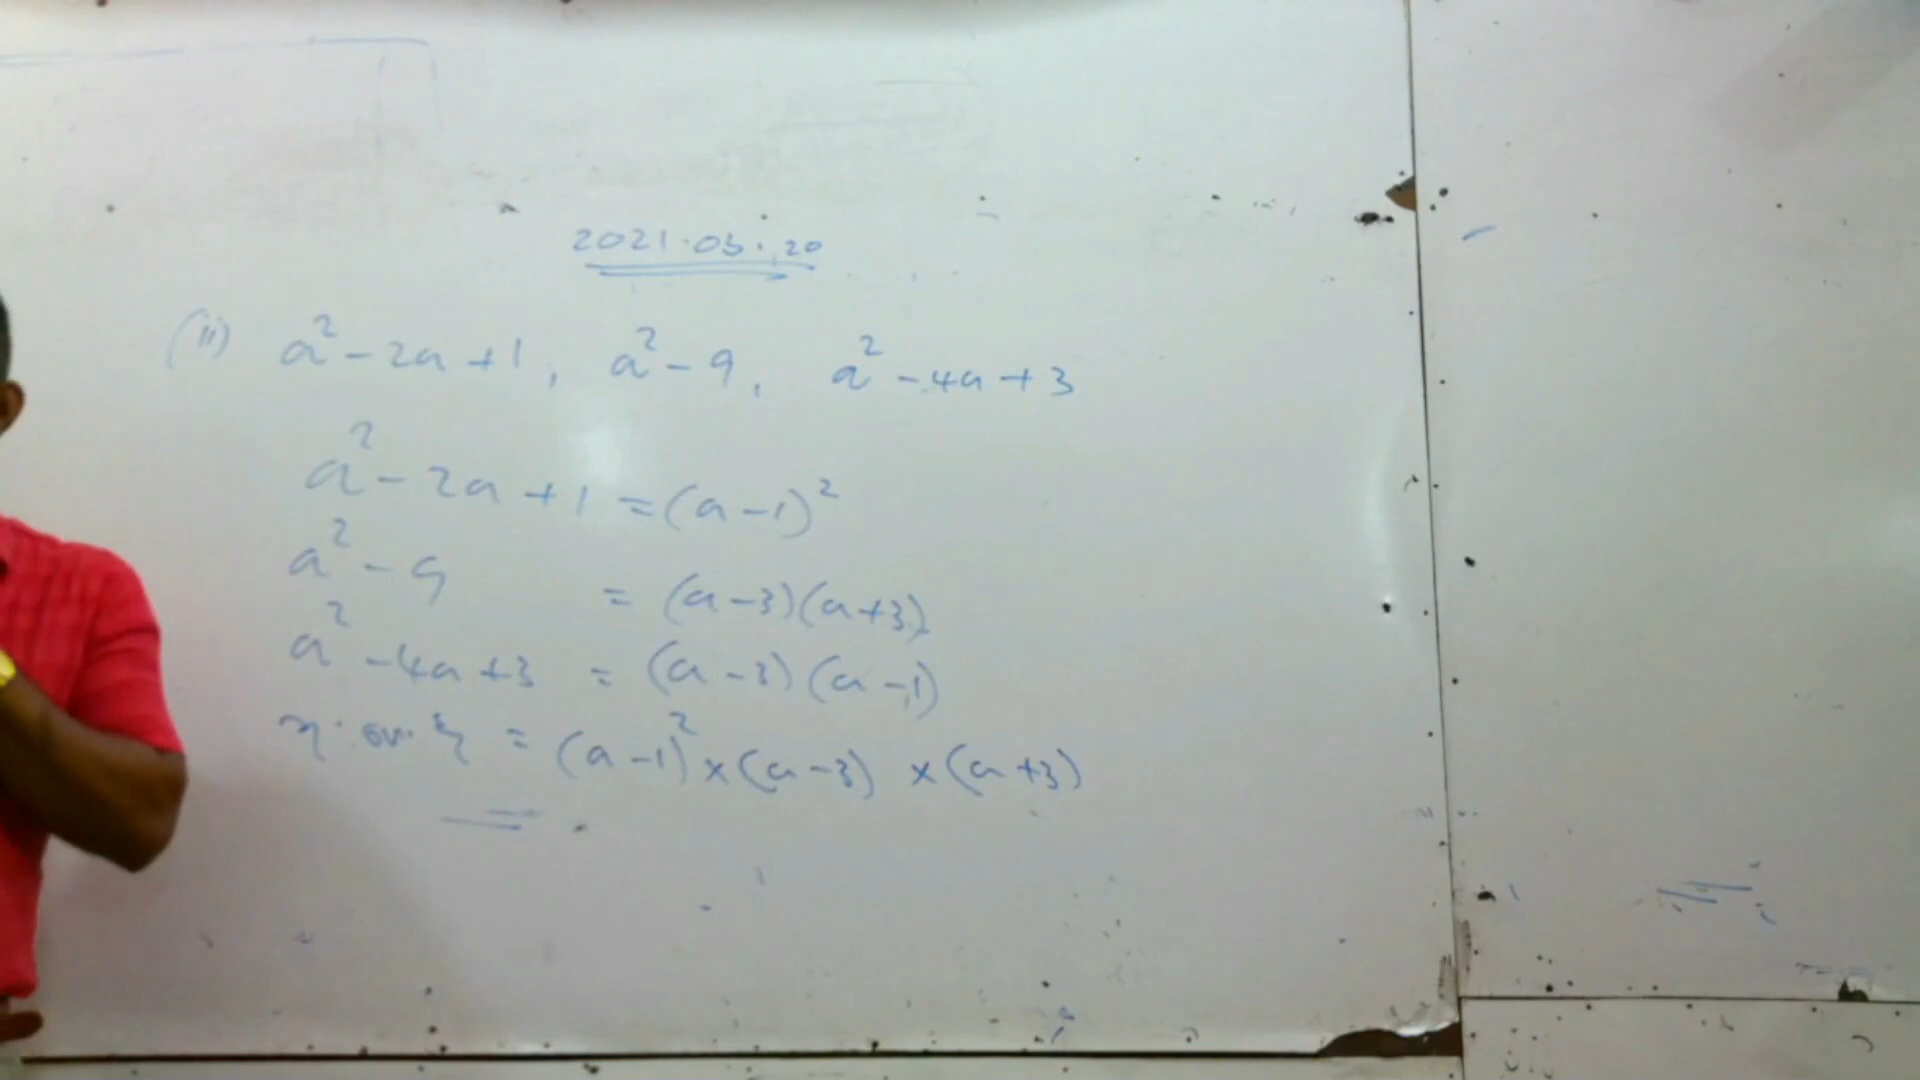 2021.03.20
(ii) a² - 2a + 1, a² - 9, a² - 4a + 3
a² - 2a + 1 = (a - 1)²
a² - 9 = (a - 3)(a + 3)
a² - 4a + 3 = (a - 3)(a - 1)
= (a - 1)² × (a - 3) × (a + 3)